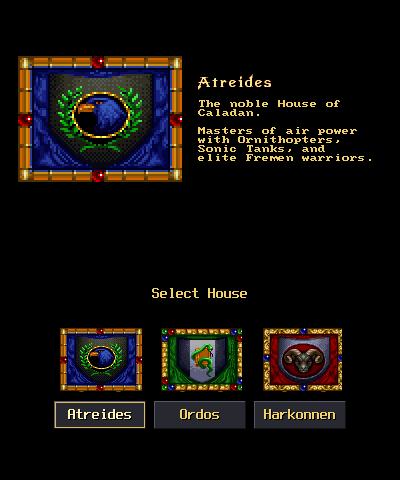 Atreides
The noble House of
Caladan.
Masters of air power
with Ornithopters,
Sonic Tanks, and
elite Fremen warriors.
Select House
Atreides
Ordos
Harkonnen